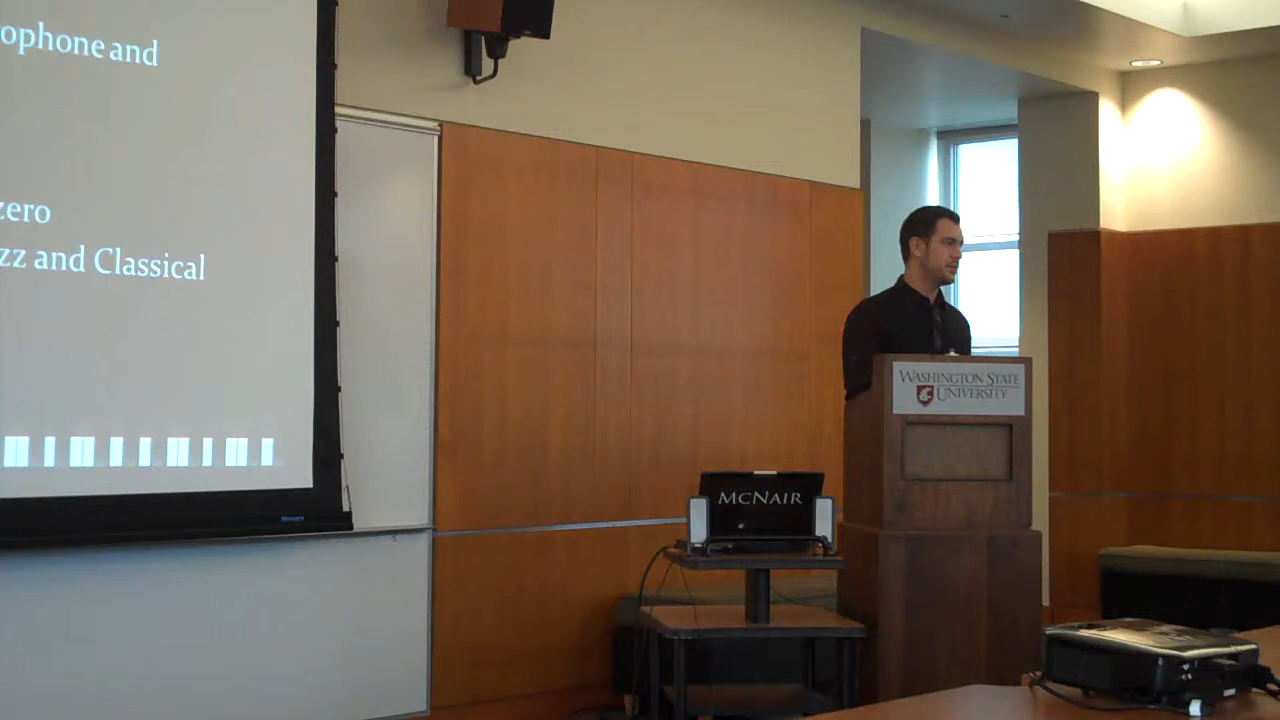 ophone and
zero
zz and Classical
WASHINGTON STATE
UNIVERSITY
MCNAIR